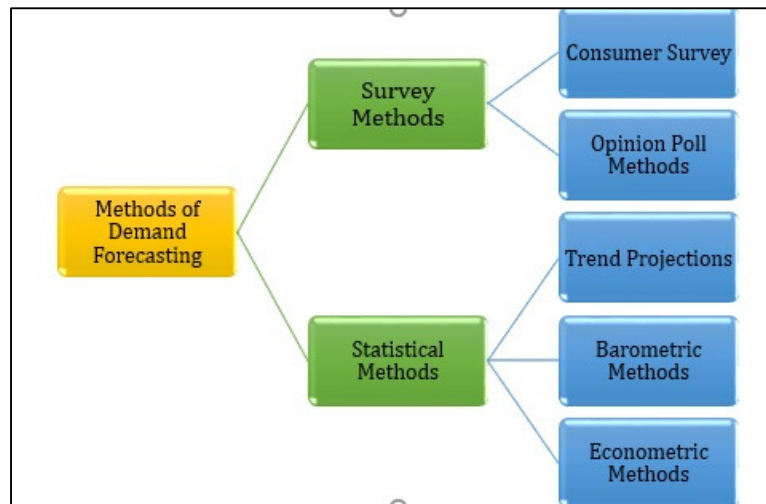 Methods of
Demand
Forecasting
Survey
Methods
Statistical
Methods
Consumer Survey
Opinion Poll
Methods
Trend Projections
Barometric
Methods
Econometric
Methods